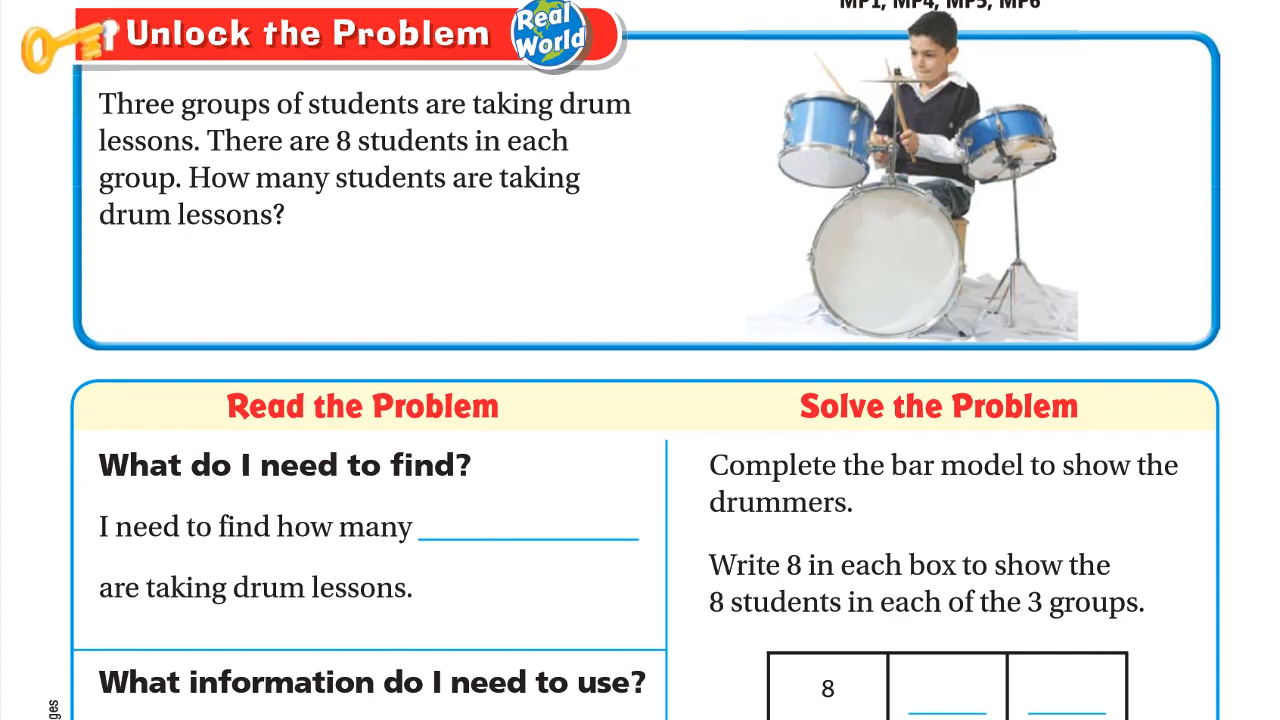 MP1, MP4, MP5, MP6
Unlock the Problem
Real
World
Three groups of students are taking drum
lessons. There are 8 students in each
group. How many students are taking
drum lessons?
Read the Problem
What do I need to find?
I need to find how many
are taking drum lessons.
What information do I need to use?
Solve the Problem
Complete the bar model to show the
drummers.
Write 8 in each box to show the
8 students in each of the 3 groups.
8